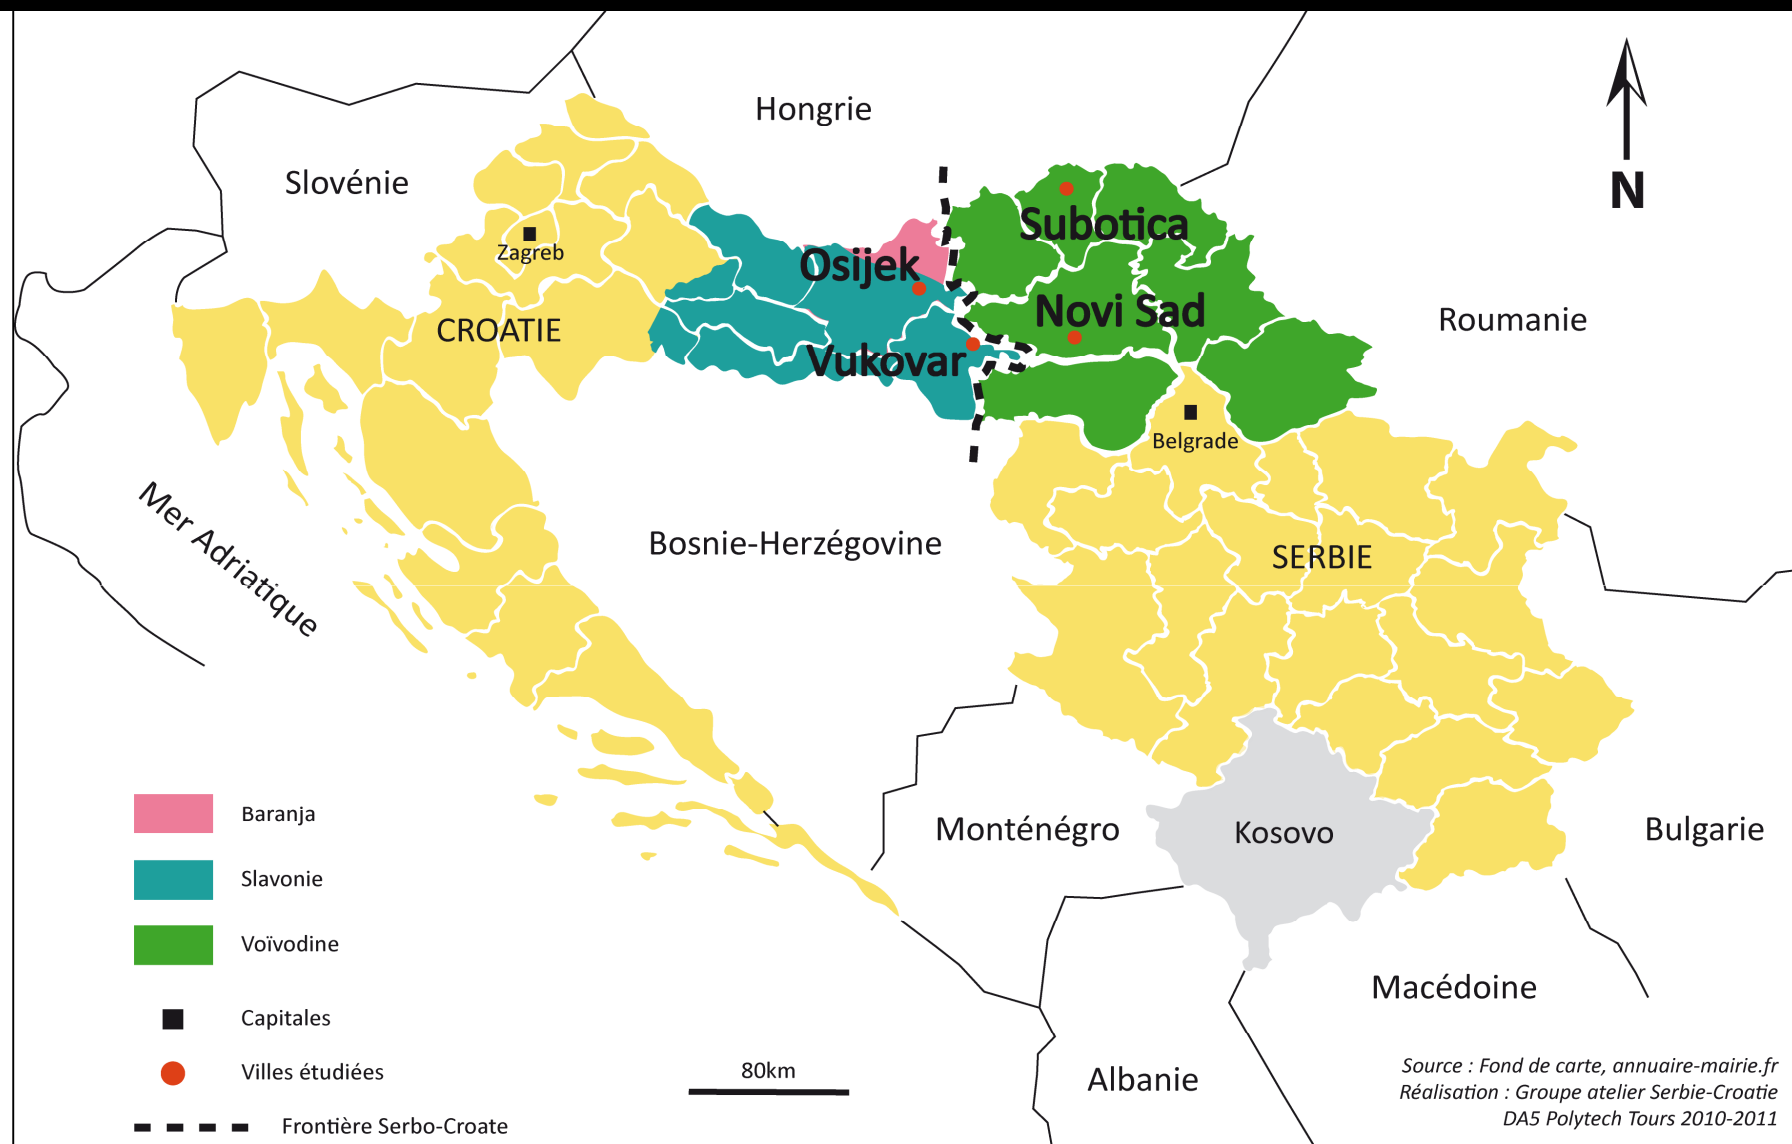 Hongrie
Slovénie
N
Subotica
Zagreb
Osijek
Novi Sad
CROATIE
Roumanie
Vukovar
Belgrade
Mer Adriatique
Bosnie-Herzégovine
SERBIE
Baranja
Monténégro
Kosovo
Bulgarie
Slavonie
Voïvodine
Macédoine
Capitales
Villes étudiées
80km
Albanie
Frontière Serbo-Croate
Source : Fond de carte, annuaire-mairie.fr
Réalisation : Groupe atelier Serbie-Croatie
DA5 Polytech Tours 2010-2011